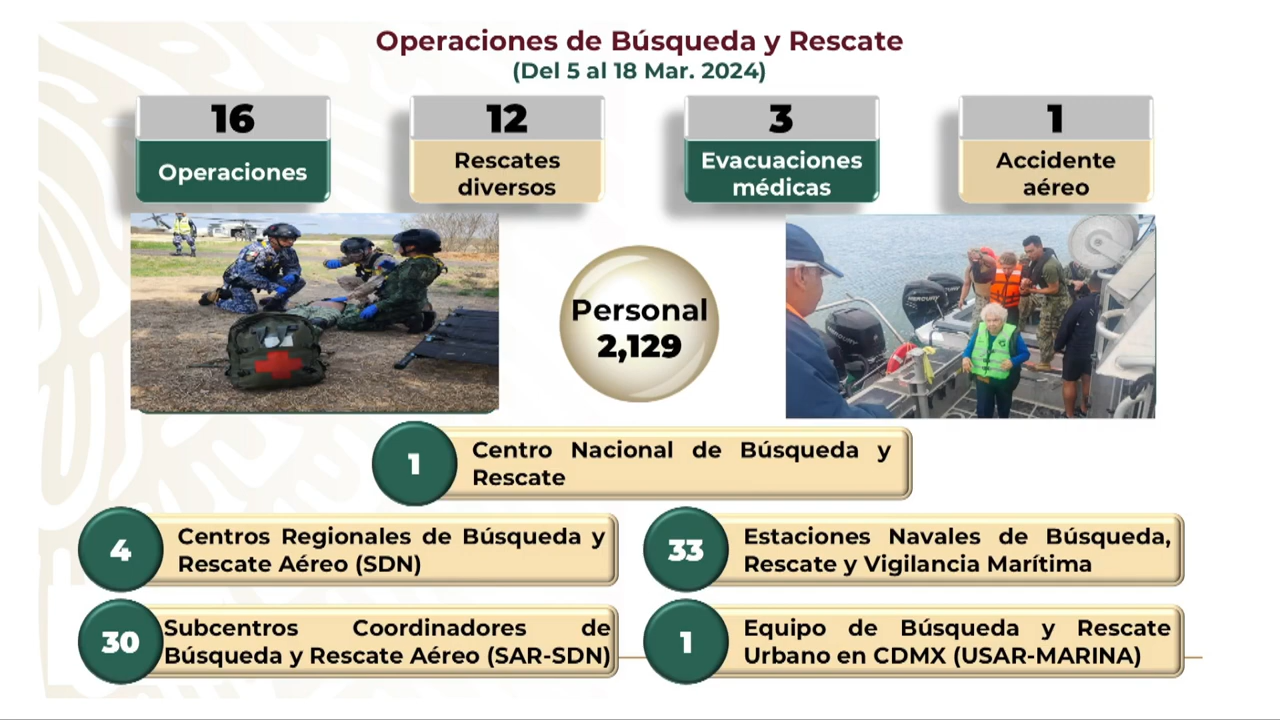 Operaciones de Búsqueda y Rescate
(Del 5 al 18 Mar. 2024)
16
Operaciones
12
Rescates
diversos
3
Evacuaciones
médicas
1
Accidente
aéreo
Personal
2,129
MERCURY
MERCURY
1
Centro Nacional de Búsqueda y
Rescate
4
Centros Regionales de Búsqueda y
Rescate Aéreo (SDN)
33
Estaciones Navales de Búsqueda,
Rescate y Vigilancia Marítima
30
Subcentros Coordinadores de
Búsqueda y Rescate Aéreo (SAR-SDN)
1
Equipo de Búsqueda y Rescate
Urbano en CDMX (USAR-MARINA)